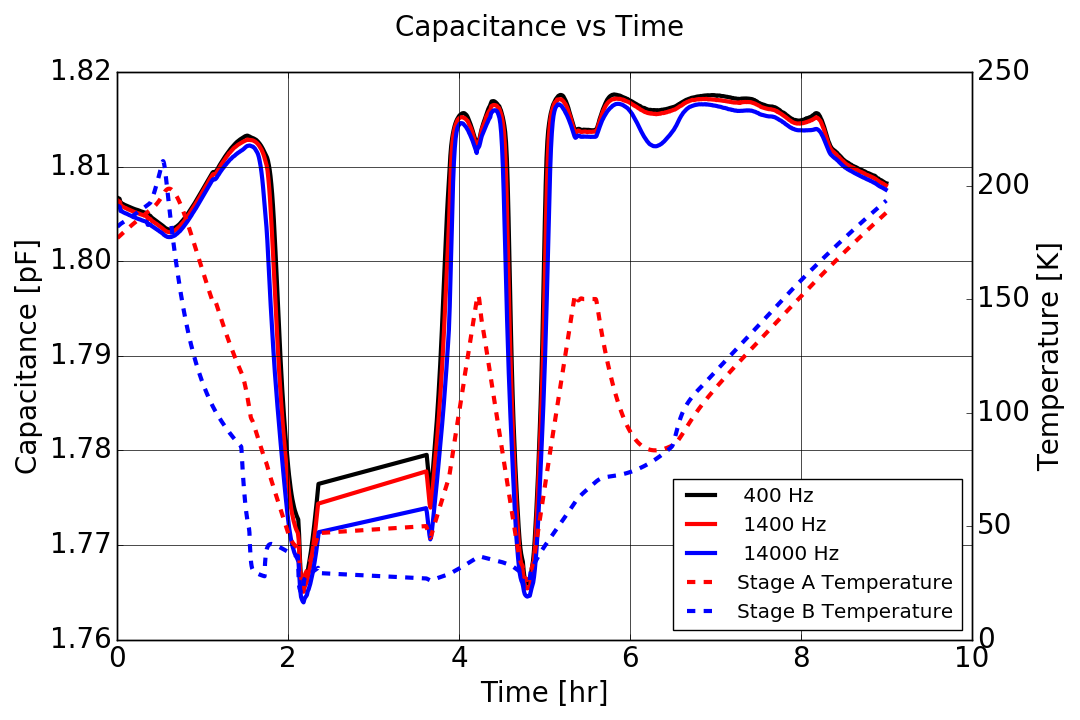 Capacitance vs Time
1.82
1.81
1.80
1.79
1.78
1.77
1.76
Capacitance [pF]
250
200
150
100
50
0
Temperature [K]
400 Hz
1400 Hz
14000 Hz
Stage A Temperature
Stage B Temperature
0 2 4 6 8 10
Time [hr]